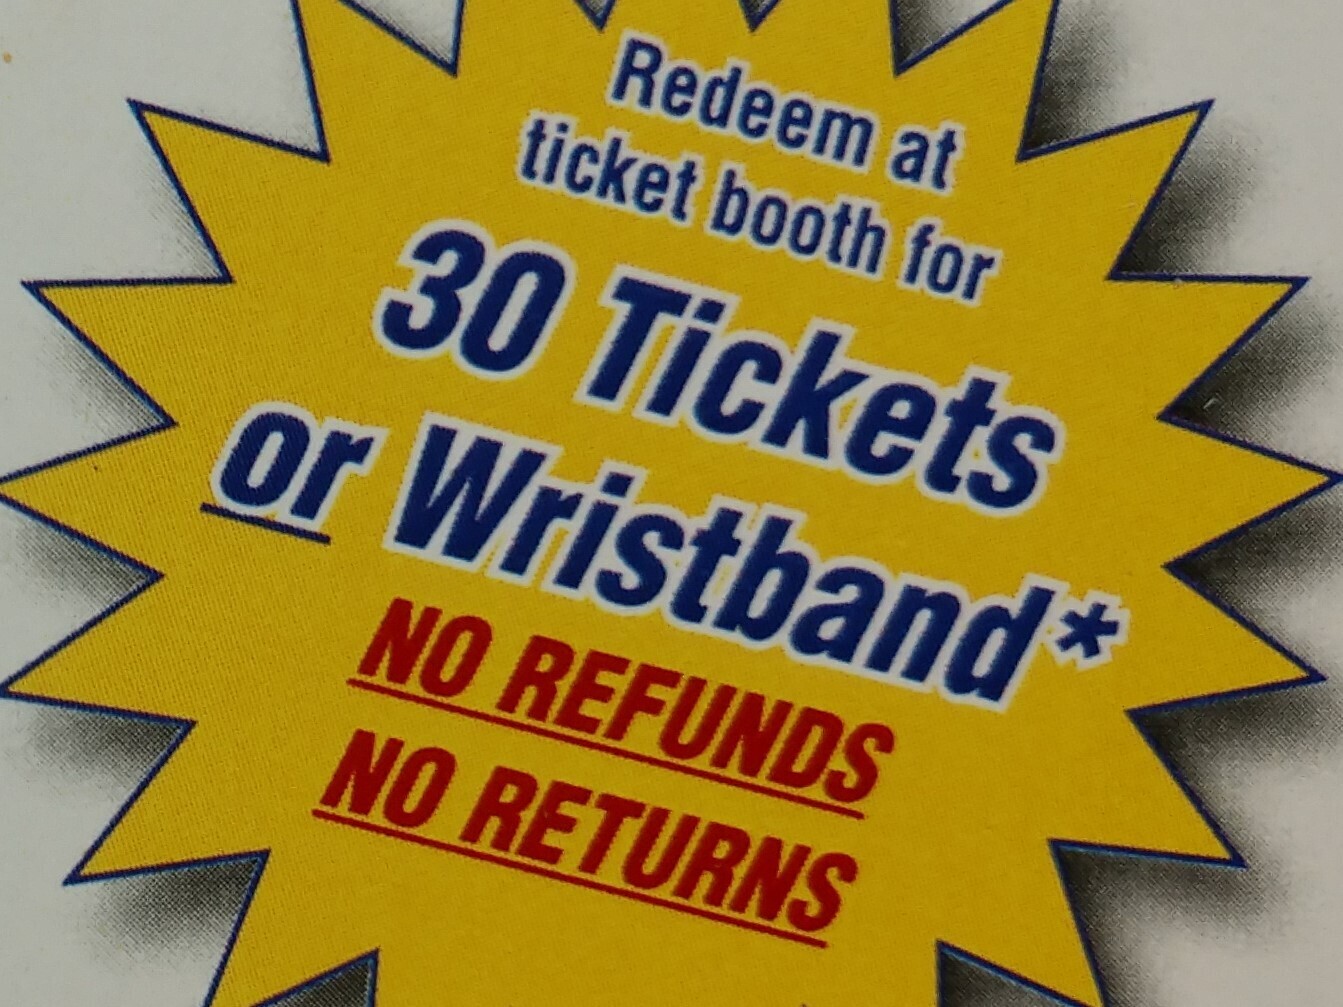 Redeem at
ticket booth for
30 Tickets
or Wristband*
NO REFUNDS
NO RETURNS